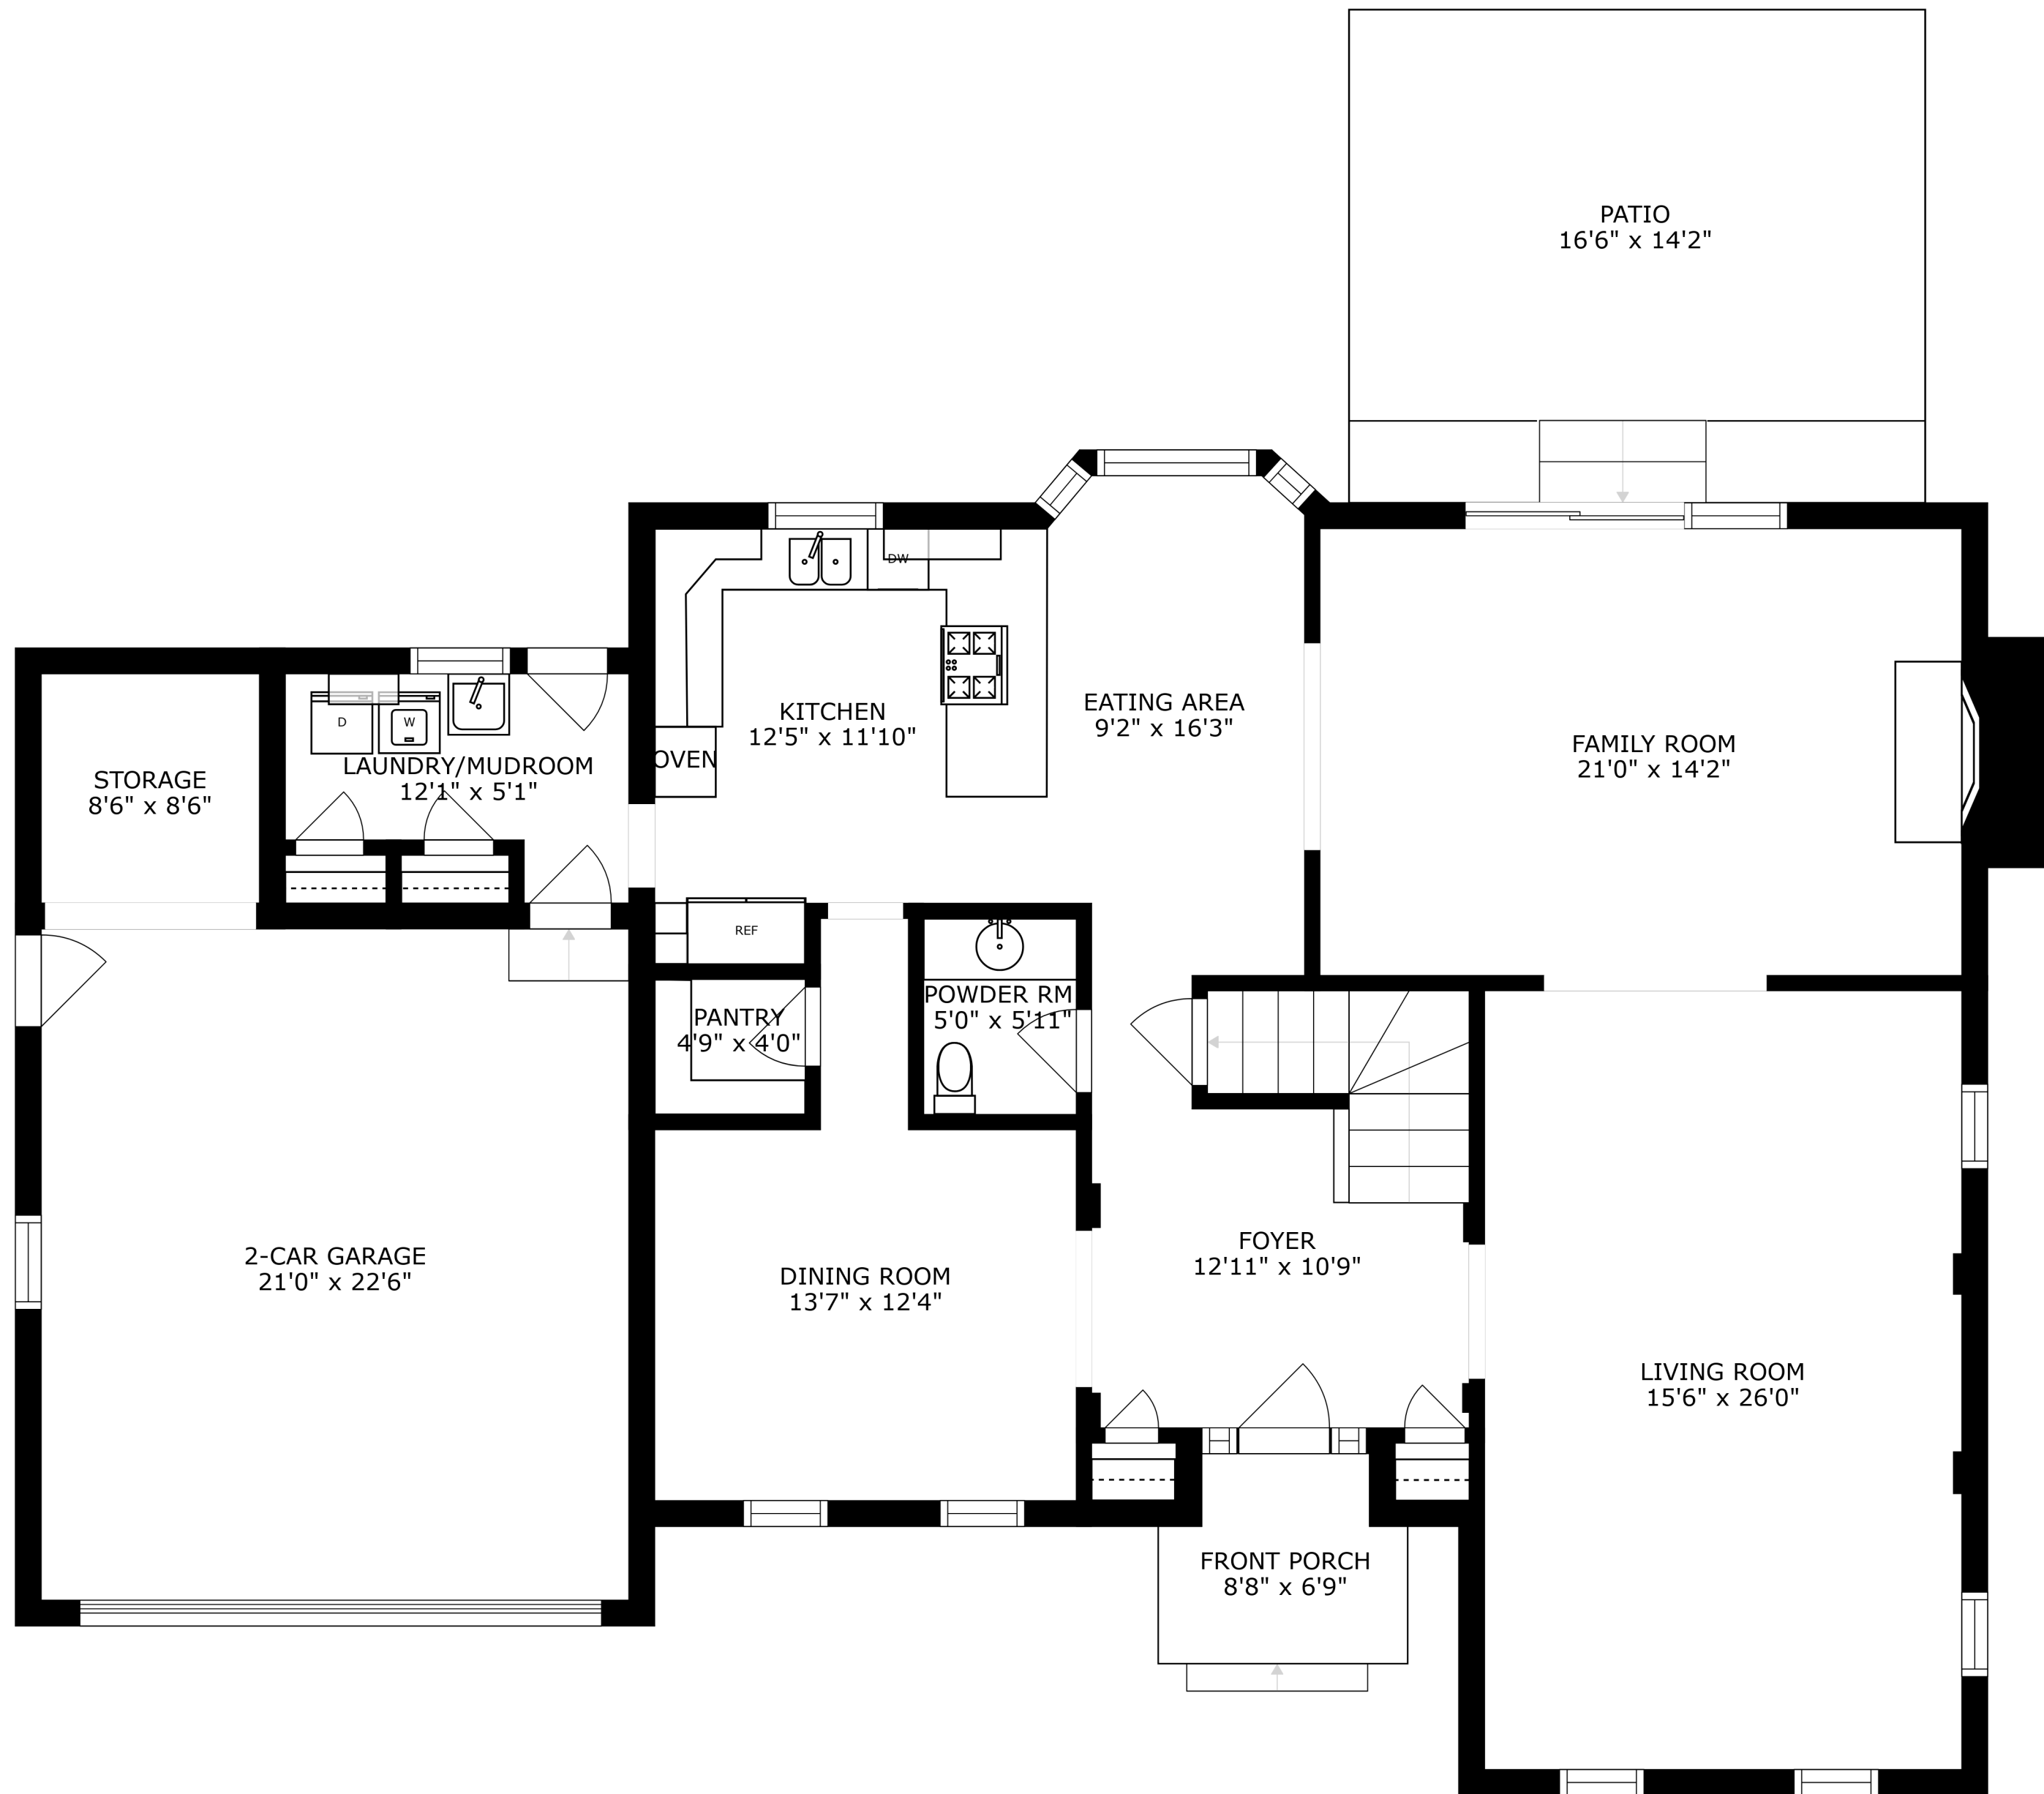 PATIO
16'6" x 14'2"
DW
KITCHEN
12'5" x 11'10"
EATING AREA
9'2" x 16'3"
FAMILY ROOM
21'0" x 14'2"
D
W
OVEN
LAUNDRY/MUDROOM
12'1" x 5'1"
STORAGE
8'6" x 8'6"
REF
PANTRY
4'9" x 4'0"
POWDER RM
5'0" x 5'11"
2-CAR GARAGE
21'0" x 22'6"
DINING ROOM
13'7" x 12'4"
FOYER
12'11" x 10'9"
LIVING ROOM
15'6" x 26'0"
FRONT PORCH
8'8" x 6'9"